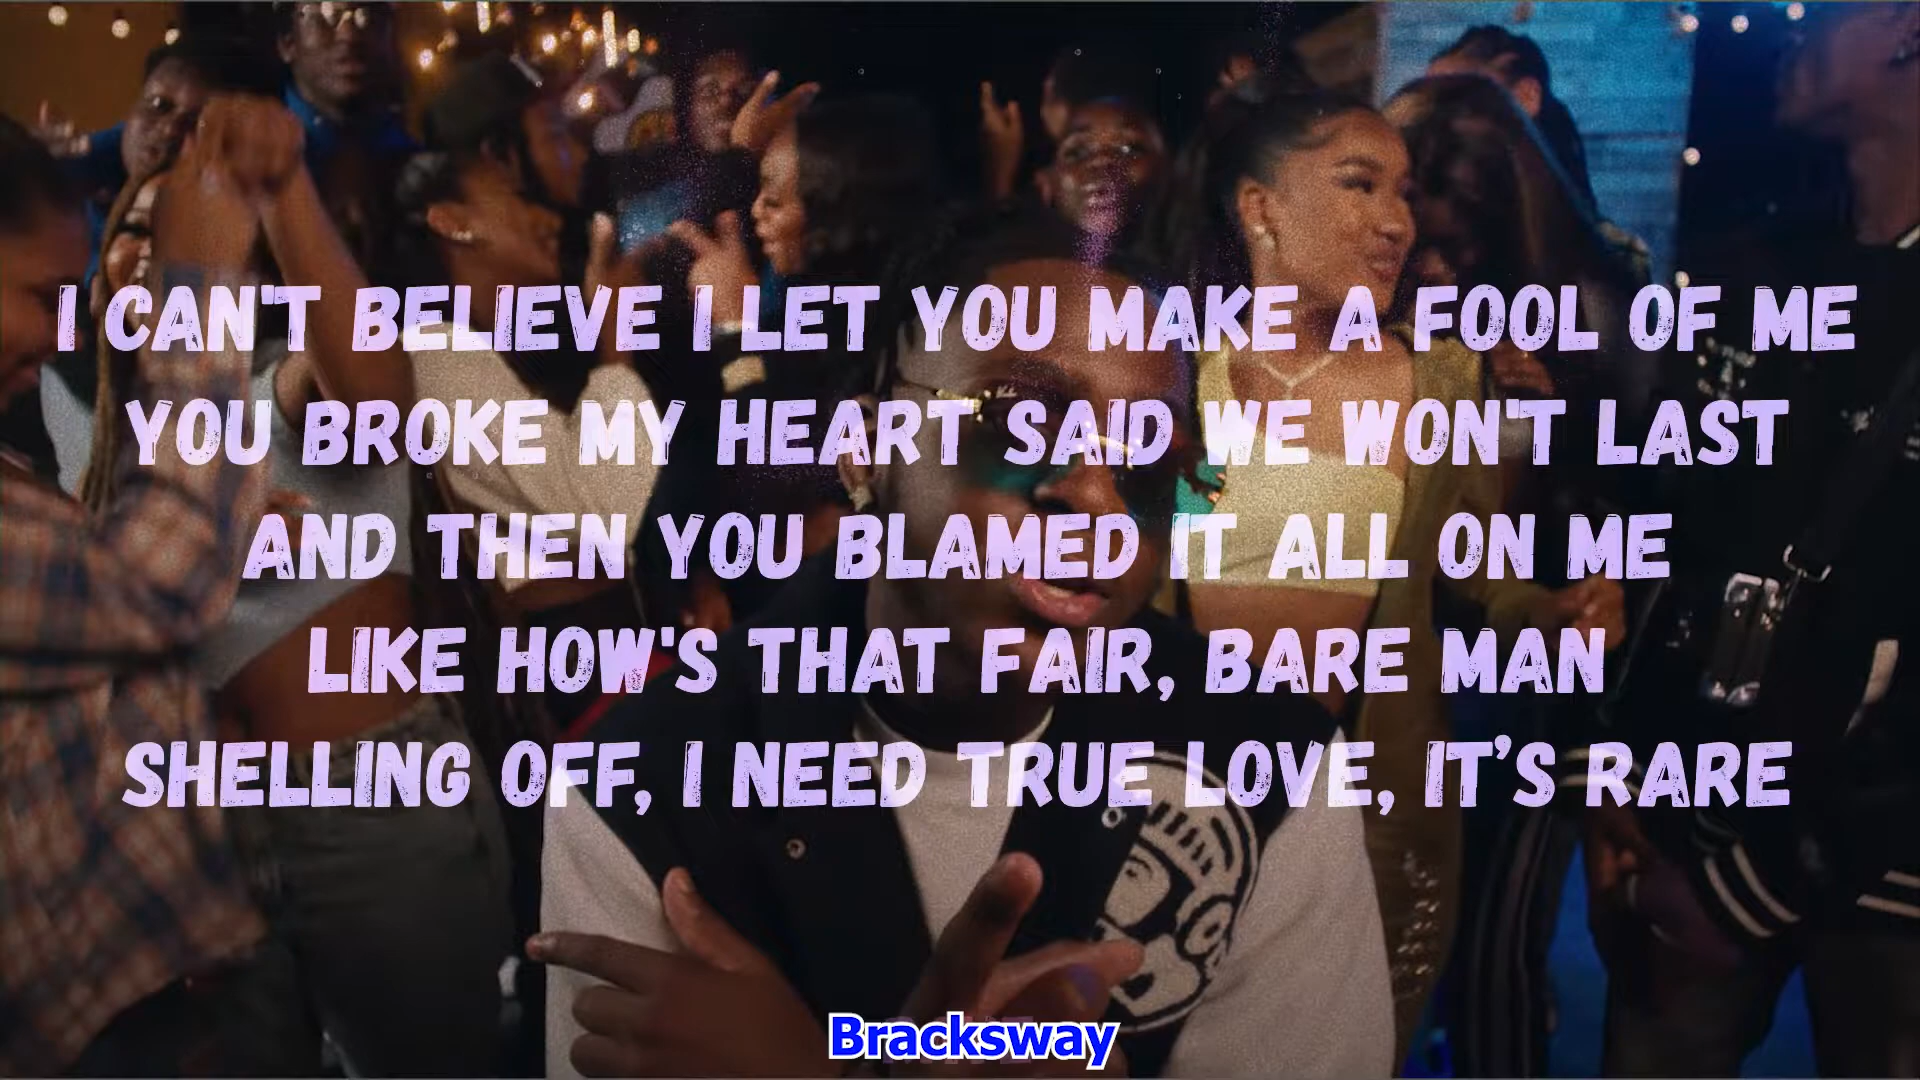 I CAN'T BELIEVE I LET YOU MAKE A FOOL OF ME
YOU BROKE MY HEART SAID WE WON'T LAST
AND THEN YOU BLAMED IT ALL ON ME
LIKE HOW'S THAT FAIR, BARE MAN
SHELLING OFF, I NEED TRUE LOVE, IT’S RARE
Bracksway